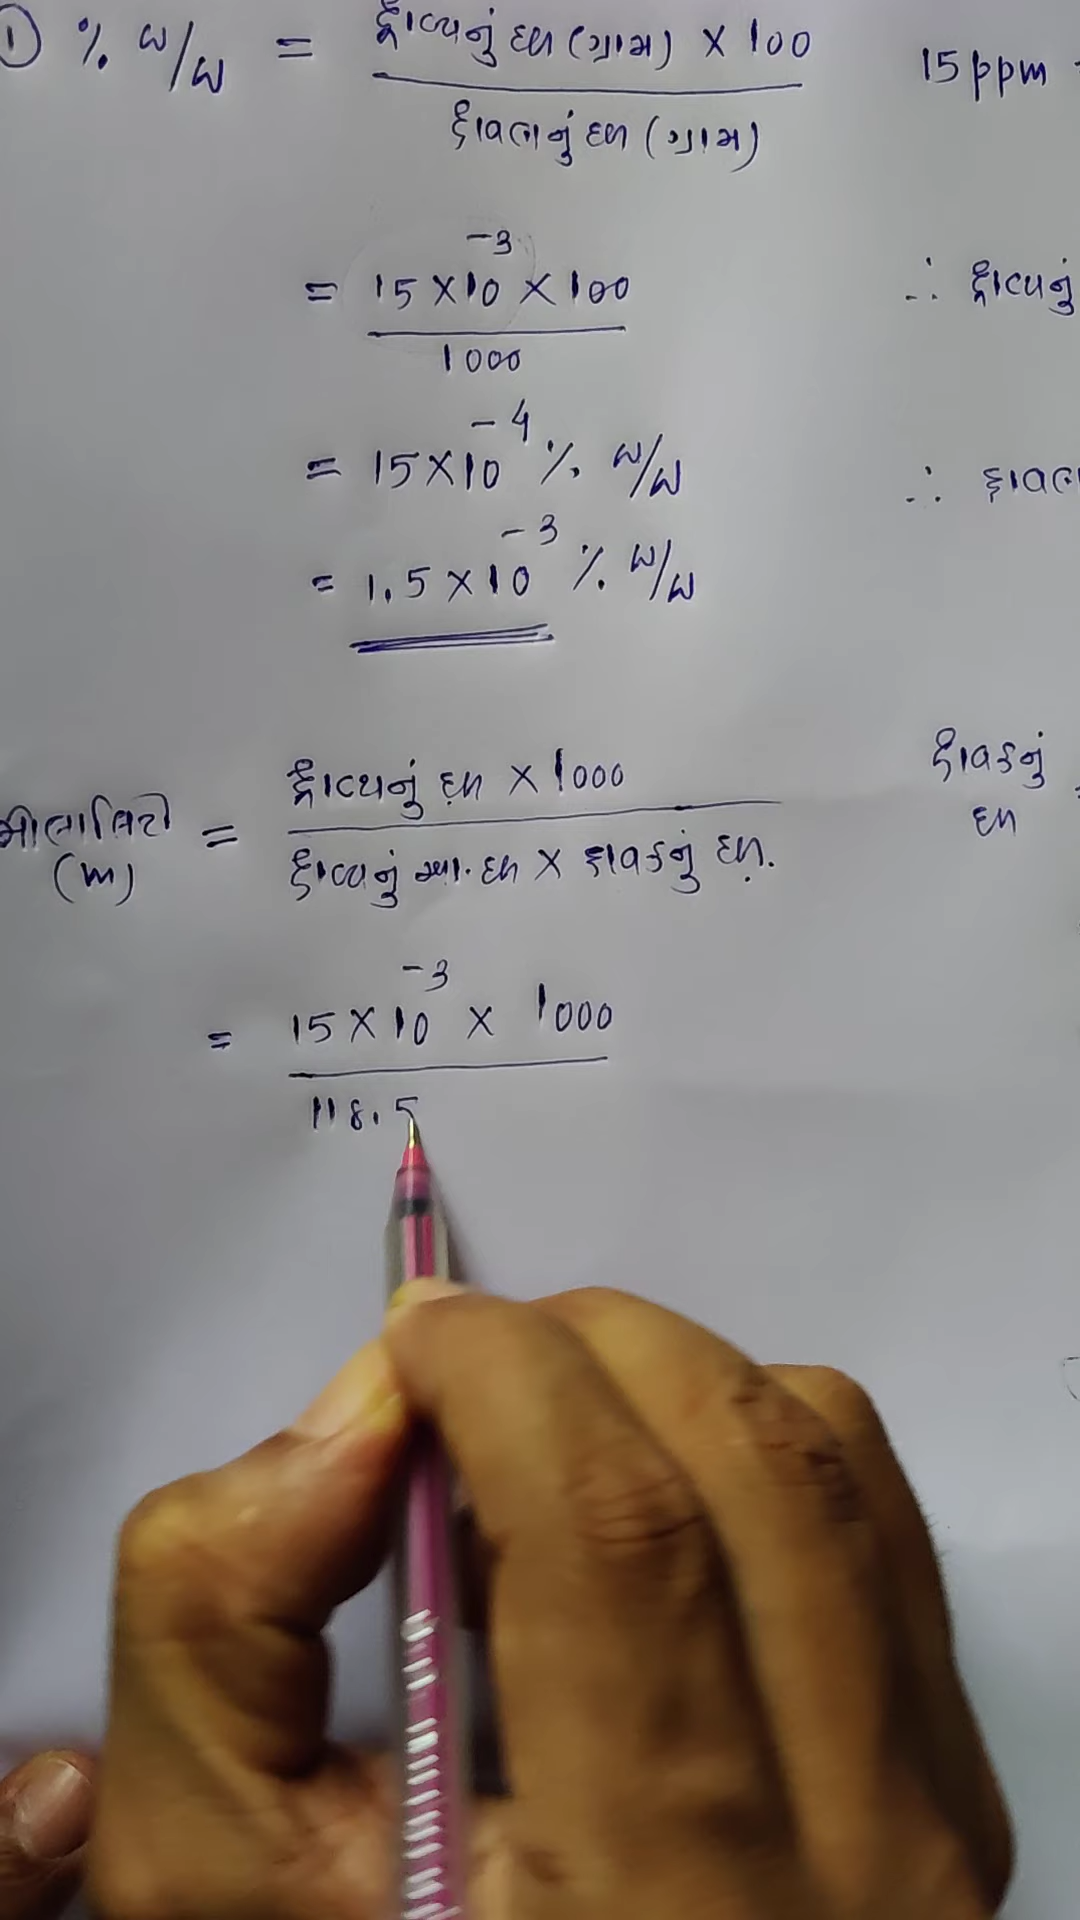 ① % W/W = દ્રાવ્યનું દળ (ગ્રામ) × 100
દ્રાવણનું દળ (ગ્રામ)
15 ppm
= 15 × 10⁻³ × 100
1000
∴ દ્રાવ્યનું
= 15 × 10⁻⁴ % W/W
∴
= 1.5 × 10⁻³ % W/W
મોલાલિટી (m) = દ્રાવ્યનું દળ × 1000
દ્રાવ્યનું આ. દળ × દ્રાવકનું દળ.
દ્રાવકનું
દળ
= 15 × 10⁻³ × 1000
118.5